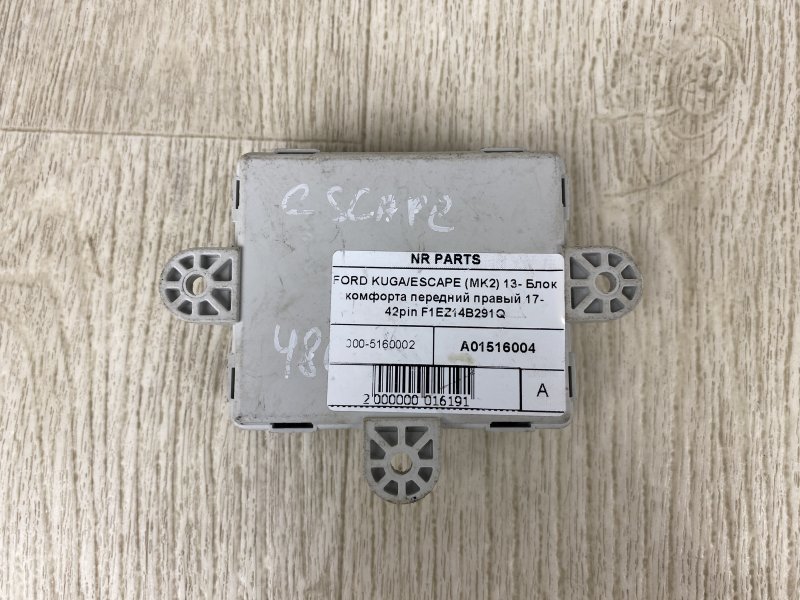 eSCAPE
NR PARTS
FORD KUGA/ESCAPE (MK2) 13- Блок
комфорта передний правый 17-
42pin F1EZ14B291Q
000-5160002
A01516004
A
2 000000 016191